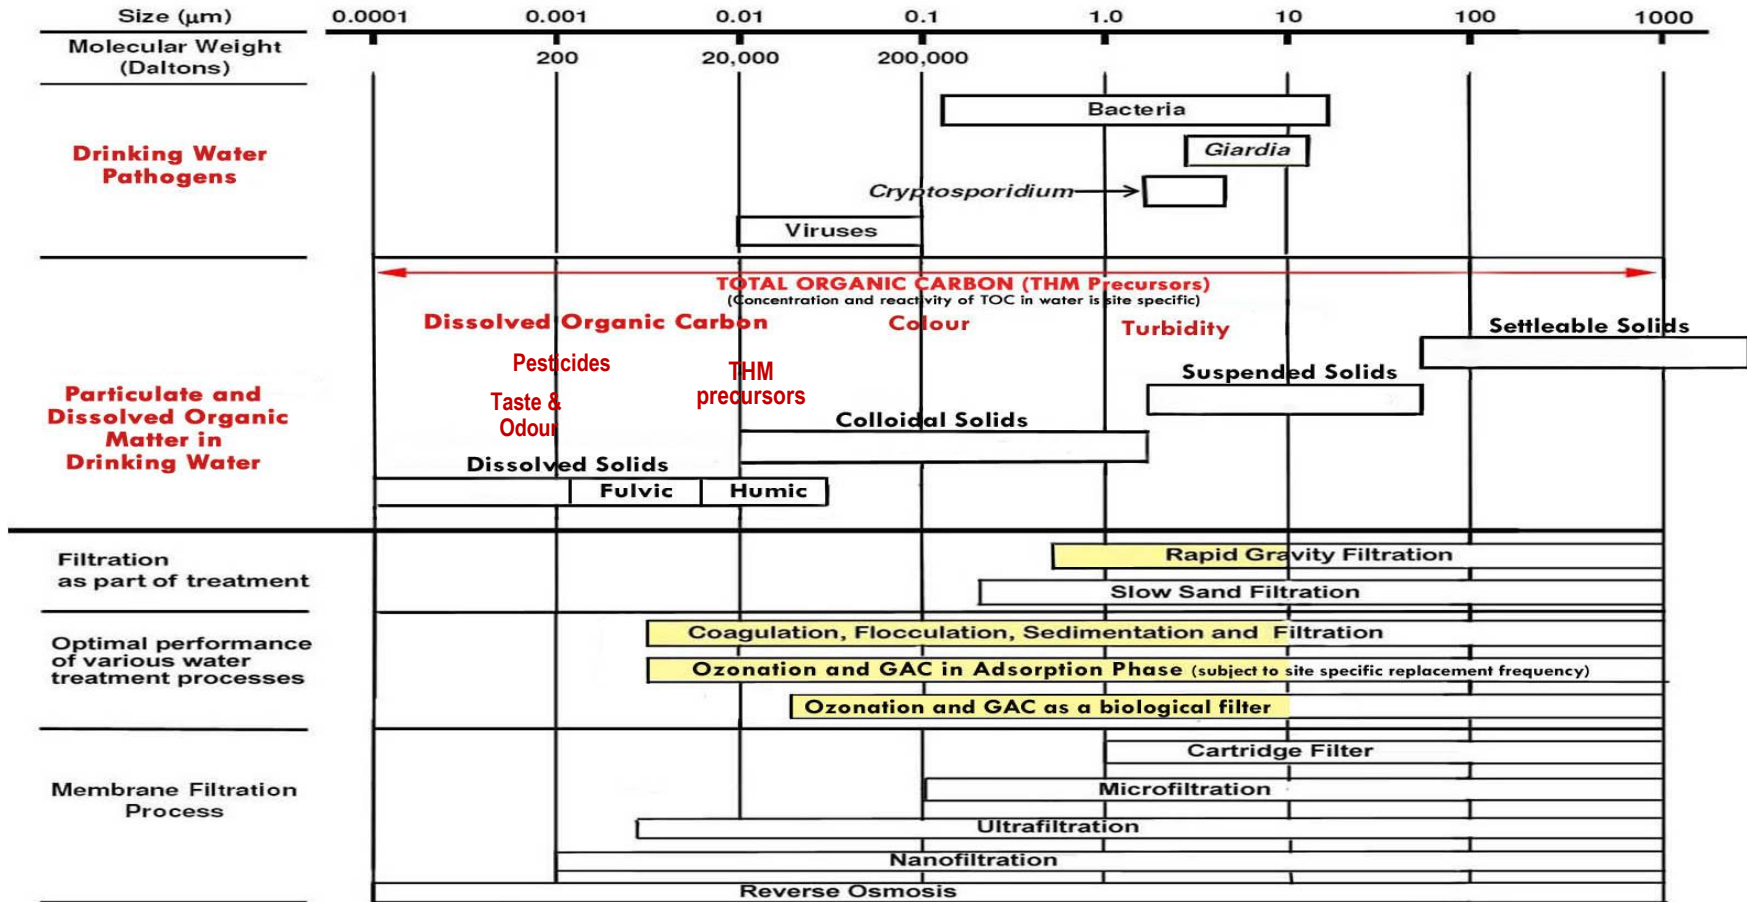 Size (μm) 0.0001 0.001 0.01 0.1 1.0 10 100 1000
Molecular Weight
(Daltons)
200 20,000 200,000
Drinking Water
Pathogens
Bacteria
Giardia
Cryptosporidium
Viruses
TOTAL ORGANIC CARBON (THM Precursors)
(Concentration and reactivity of TOC in water is site specific)
Dissolved Organic Carbon Colour Turbidity
Settleable Solids
Pesticides
THM
precursors
Suspended Solids
Taste &
Odour
Colloidal Solids
Particulate and
Dissolved Organic
Matter in
Drinking Water
Dissolved Solids
Fulvic Humic
Filtration
as part of treatment
Rapid Gravity Filtration
Slow Sand Filtration
Optimal performance
of various water
treatment processes
Coagulation, Flocculation, Sedimentation and Filtration
Ozonation and GAC in Adsorption Phase (subject to site specific replacement frequency)
Ozonation and GAC as a biological filter
Membrane Filtration
Process
Cartridge Filter
Microfiltration
Ultrafiltration
Nanofiltration
Reverse Osmosis